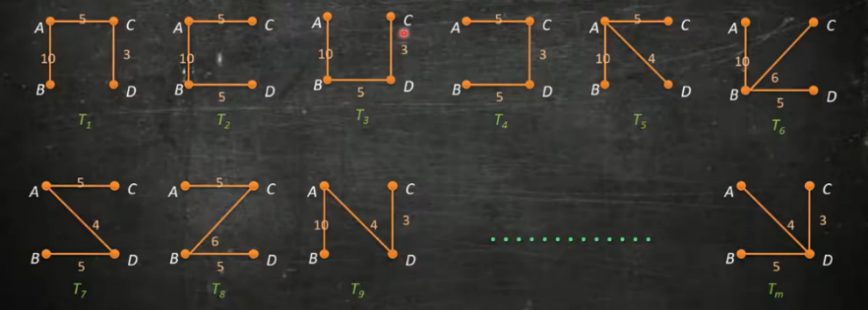 A 5 C A 5 C A C A 5 C A 5 C A C
10 3 10 10 3 3 10 4 10 6
B D B 5 D B 5 D B 5 D B D B 5 D
T1 T2 T3 T4 T5 T6
A 5 C A 5 C A C A C
4 6 10 4 3 4 3
B 5 D B 5 D B D B 5 D
T7 T8 T9 Tm